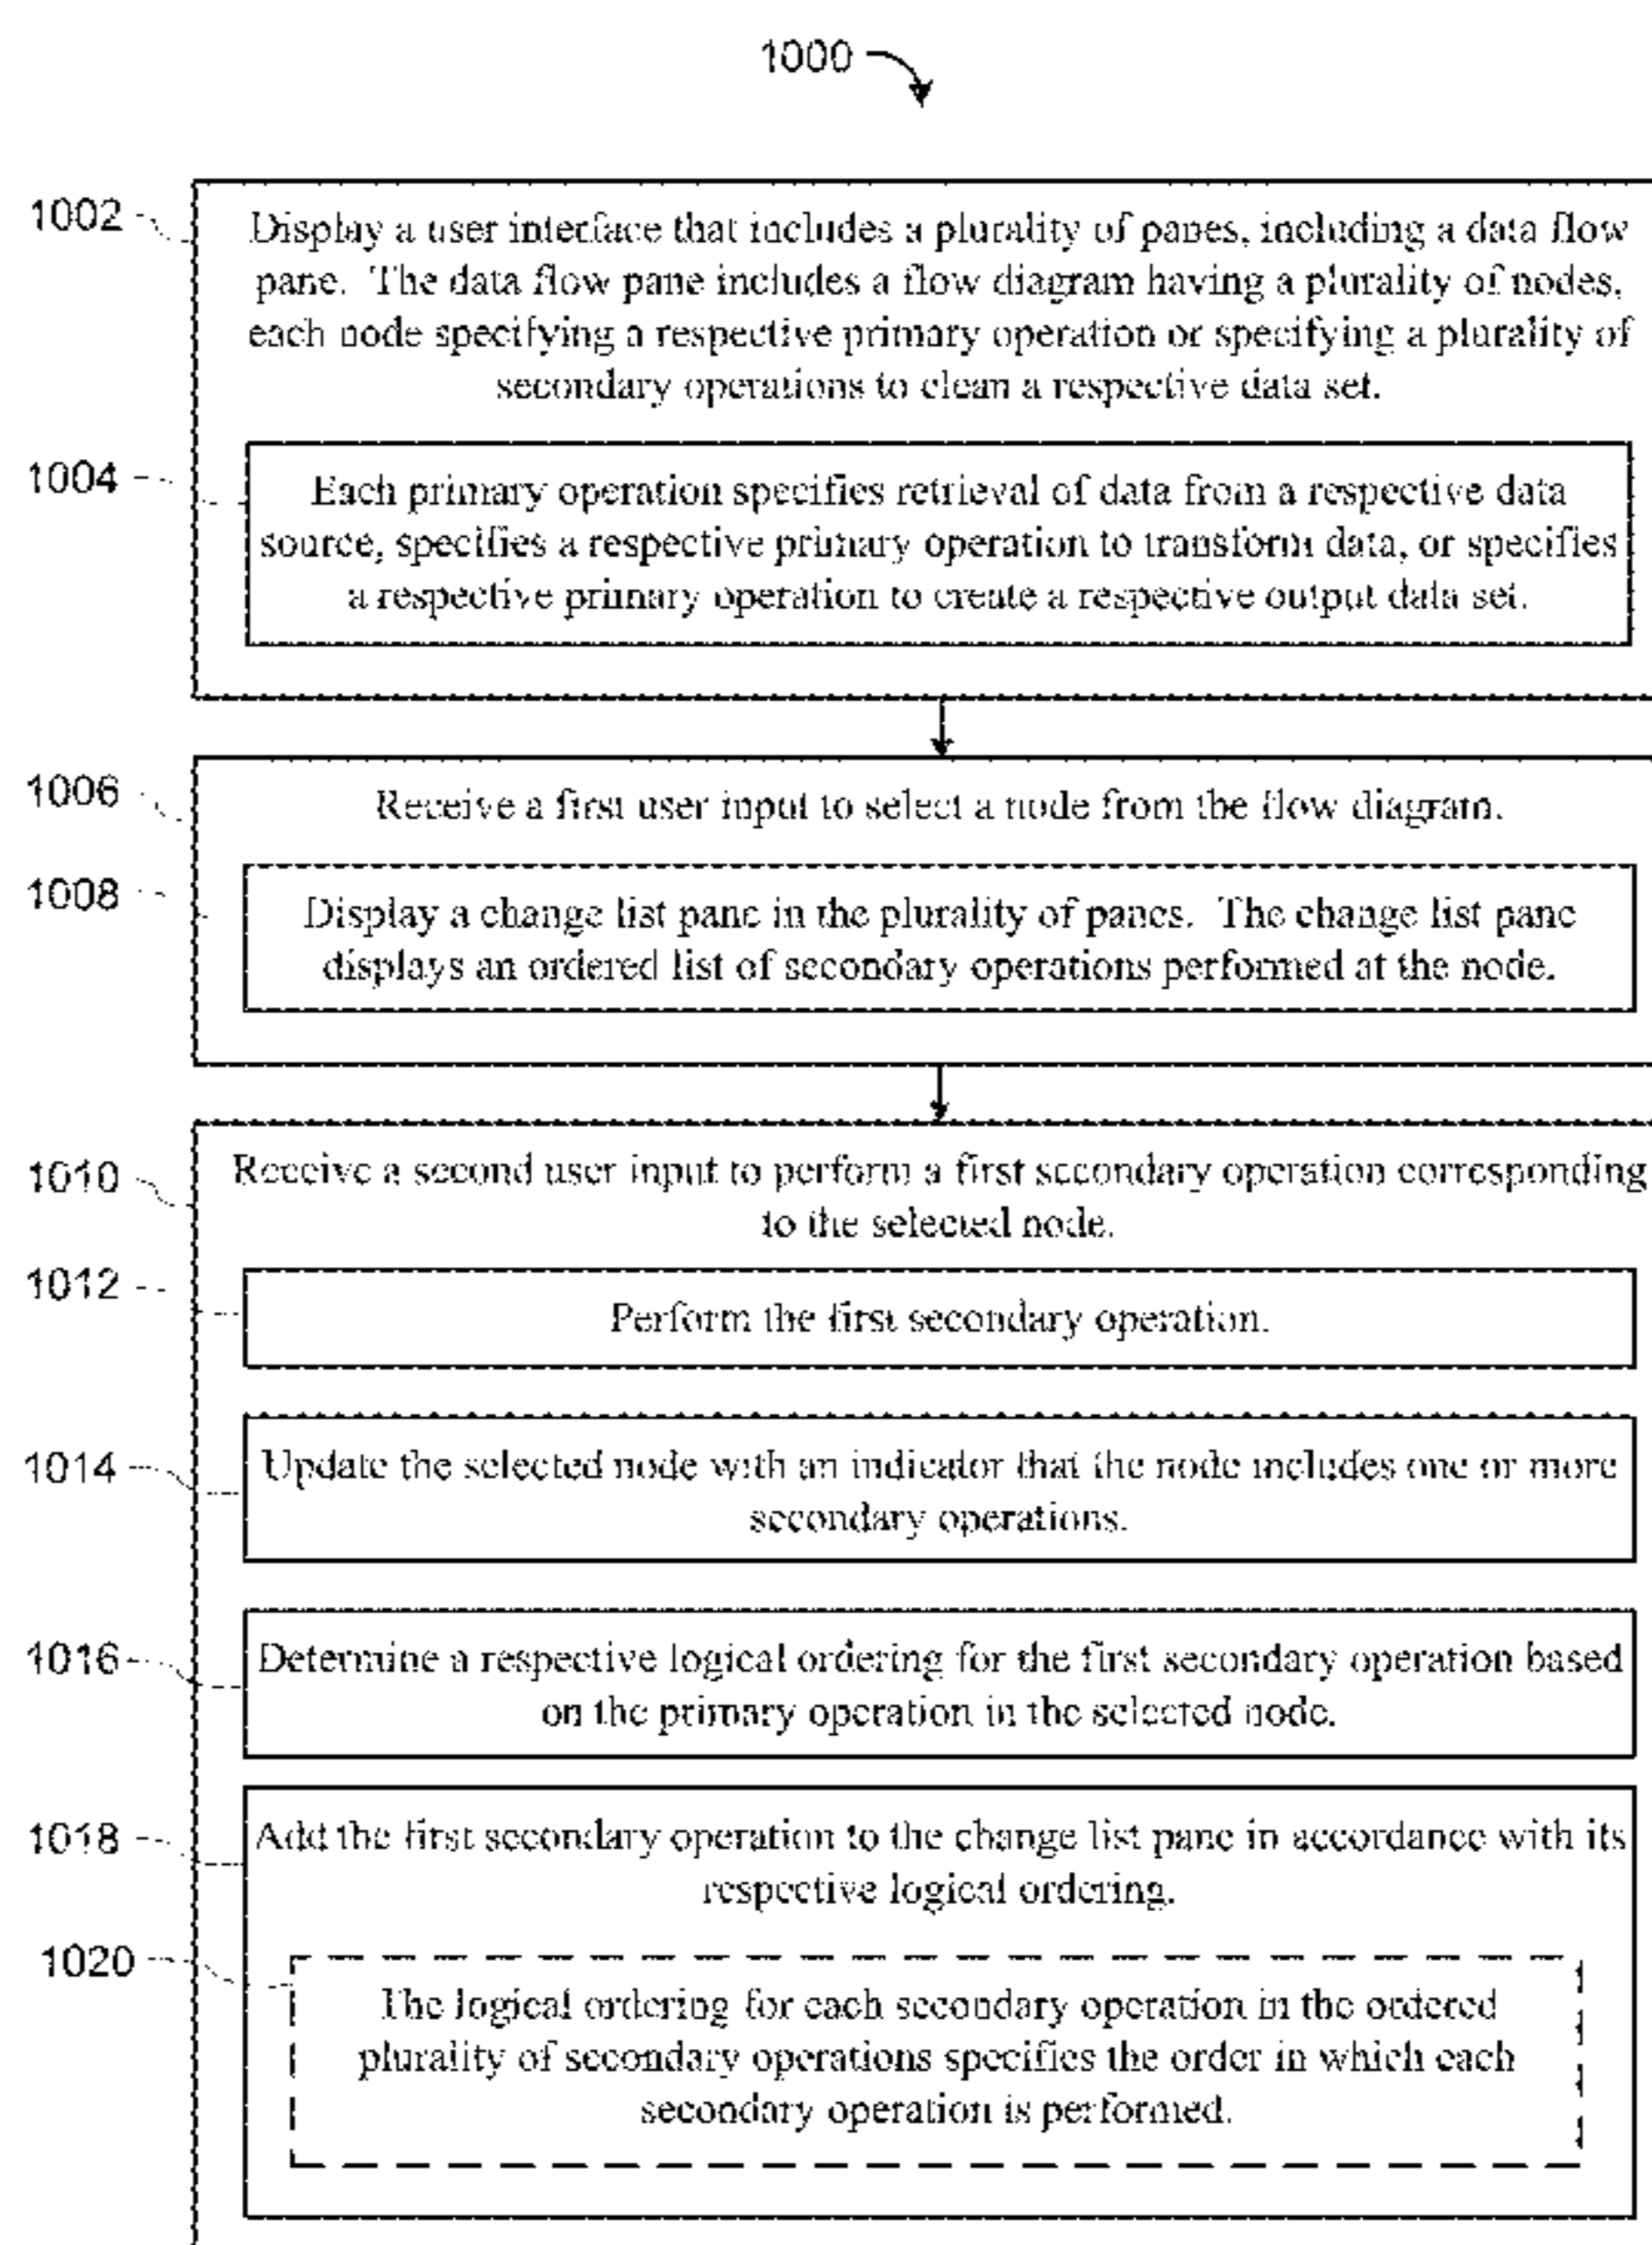 1000
1002
Display a user interface that includes a plurality of panes, including a data flow
pane. The data flow pane includes a flow diagram having a plurality of nodes,
each node specifying a respective primary operation or specifying a plurality of
secondary operations to clean a respective data set.
1004
Each primary operation specifies retrieval of data from a respective data
source, specifies a respective primary operation to transform data, or specifies
a respective primary operation to create a respective output data set.
1006
Receive a first user input to select a node from the flow diagram.
1008
Display a change list pane in the plurality of panes. The change list pane
displays an ordered list of secondary operations performed at the node.
1010
Receive a second user input to perform a first secondary operation corresponding
to the selected node.
1012
Perform the first secondary operation.
1014
Update the selected node with an indicator that the node includes one or more
secondary operations.
1016
Determine a respective logical ordering for the first secondary operation based
on the primary operation in the selected node.
1018
Add the first secondary operation to the change list pane in accordance with its
respective logical ordering.
1020
The logical ordering for each secondary operation in the ordered
plurality of secondary operations specifies the order in which each
secondary operation is performed.